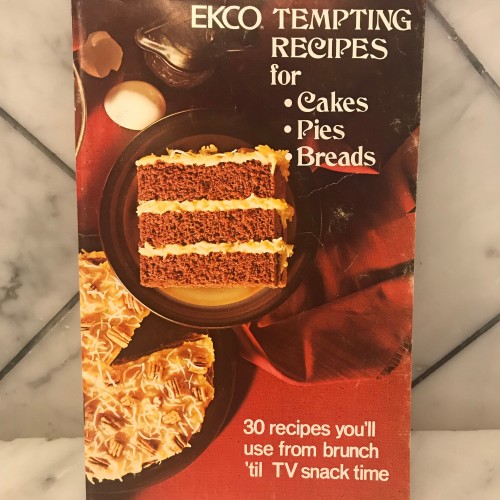 EKCO TEMPTING
RECIPES
for
• Cakes
• Pies
• Breads
30 recipes you'll
use from brunch
'til TV snack time